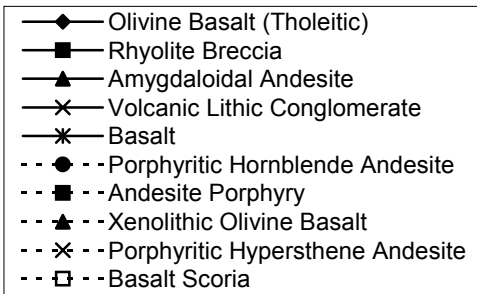 Olivine Basalt (Tholeitic)
Rhyolite Breccia
Amygdaloidal Andesite
Volcanic Lithic Conglomerate
Basalt
Porphyritic Hornblende Andesite
Andesite Porphyry
Xenolithic Olivine Basalt
Porphyritic Hypersthene Andesite
Basalt Scoria